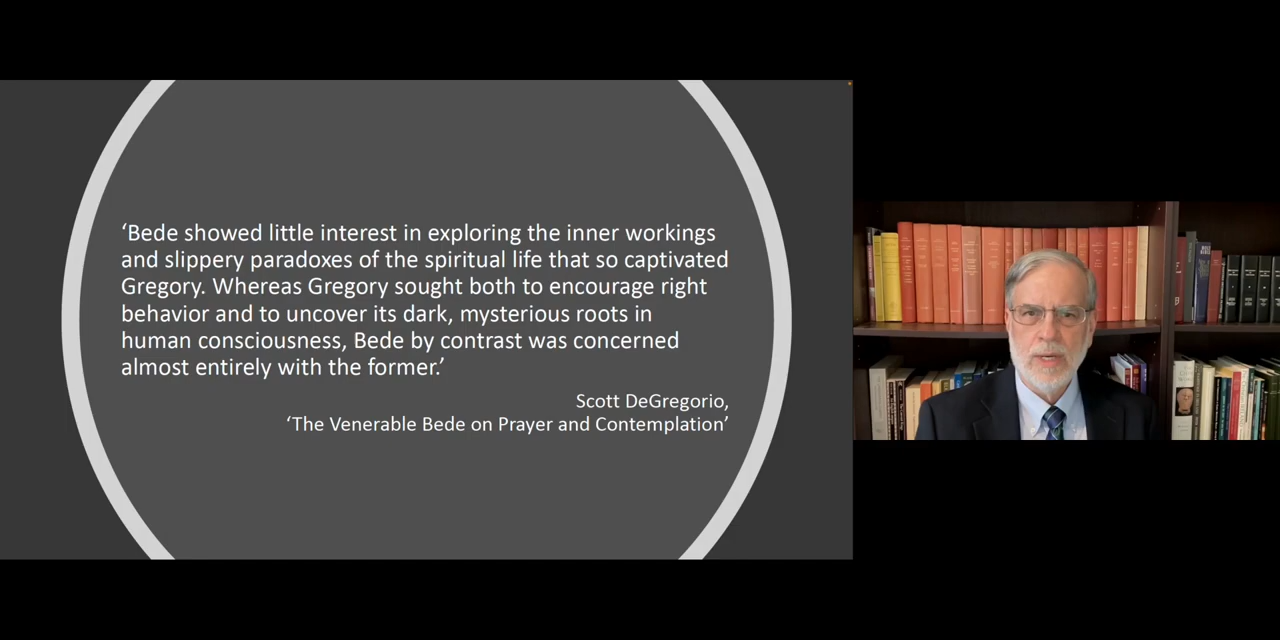 ‘Bede showed little interest in exploring the inner workings
and slippery paradoxes of the spiritual life that so captivated
Gregory. Whereas Gregory sought both to encourage right
behavior and to uncover its dark, mysterious roots in
human consciousness, Bede by contrast was concerned
almost entirely with the former.’
Scott DeGregorio,
‘The Venerable Bede on Prayer and Contemplation’